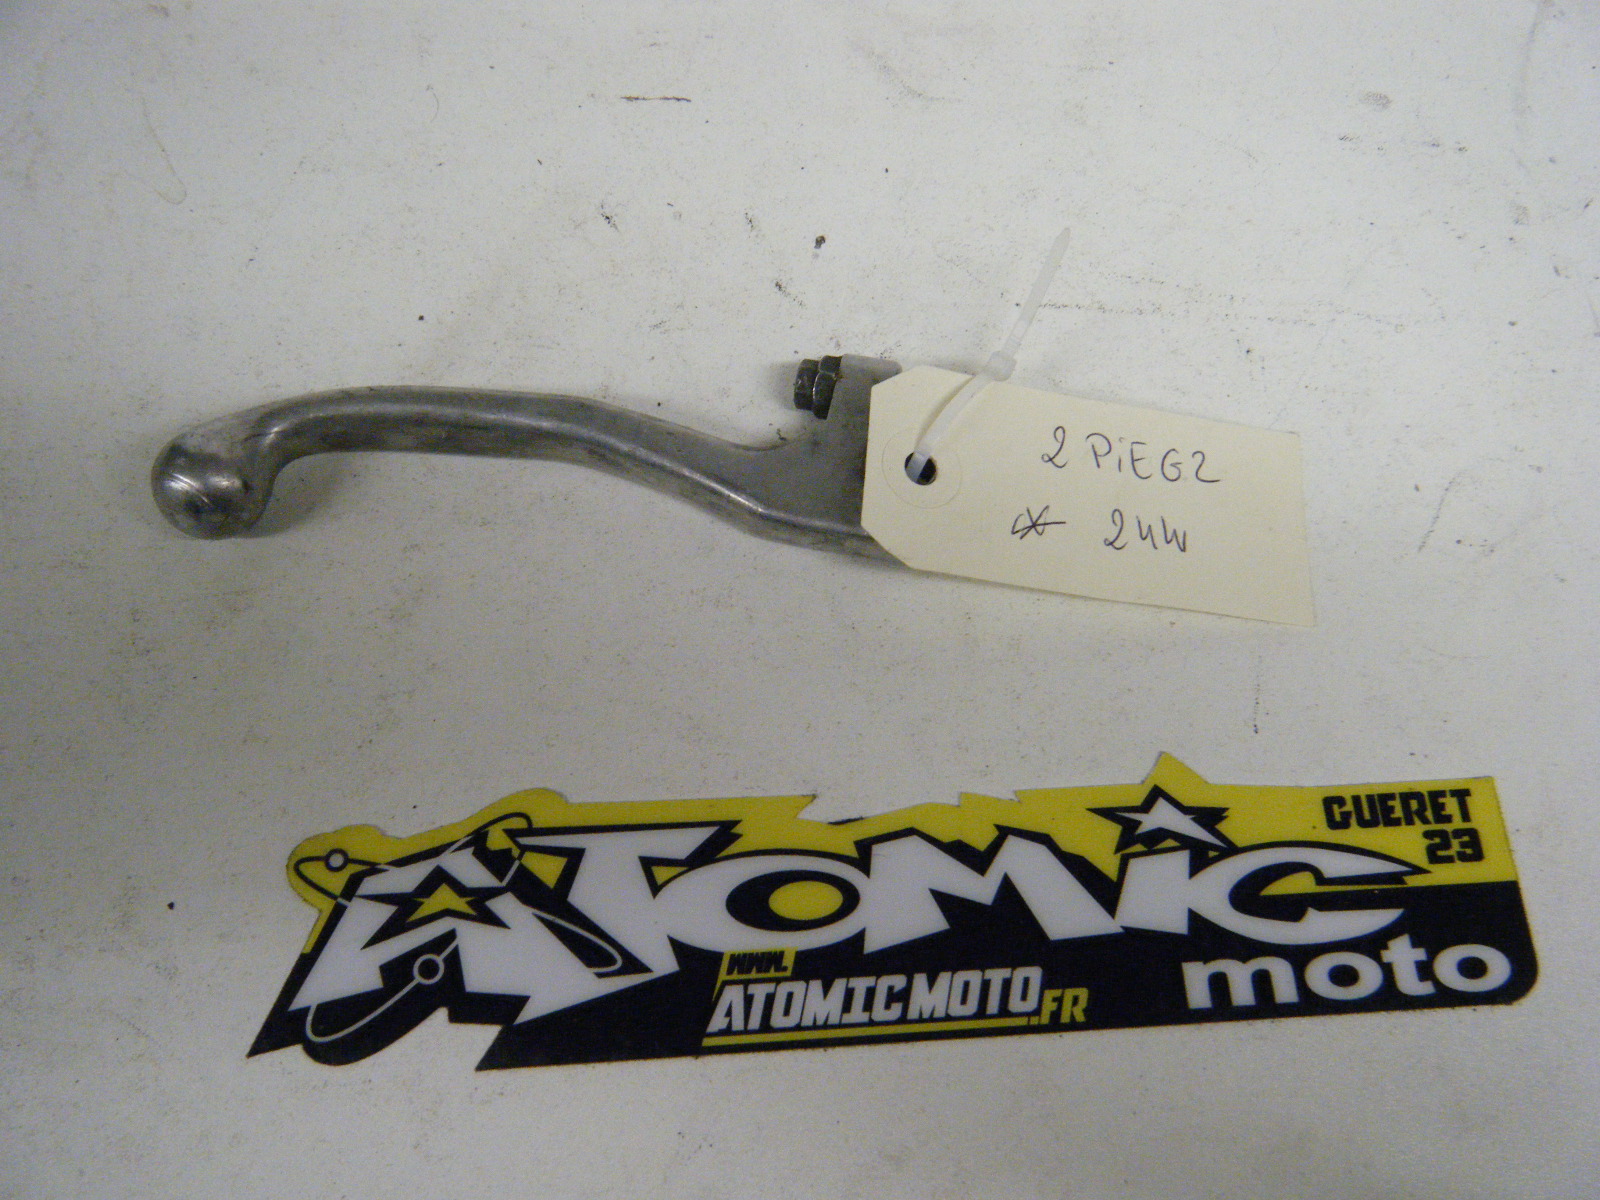 2 PiEG2
* 2UW
ATOMiC
GUERET
23
moto
WWW.
ATOMICMOTO.FR